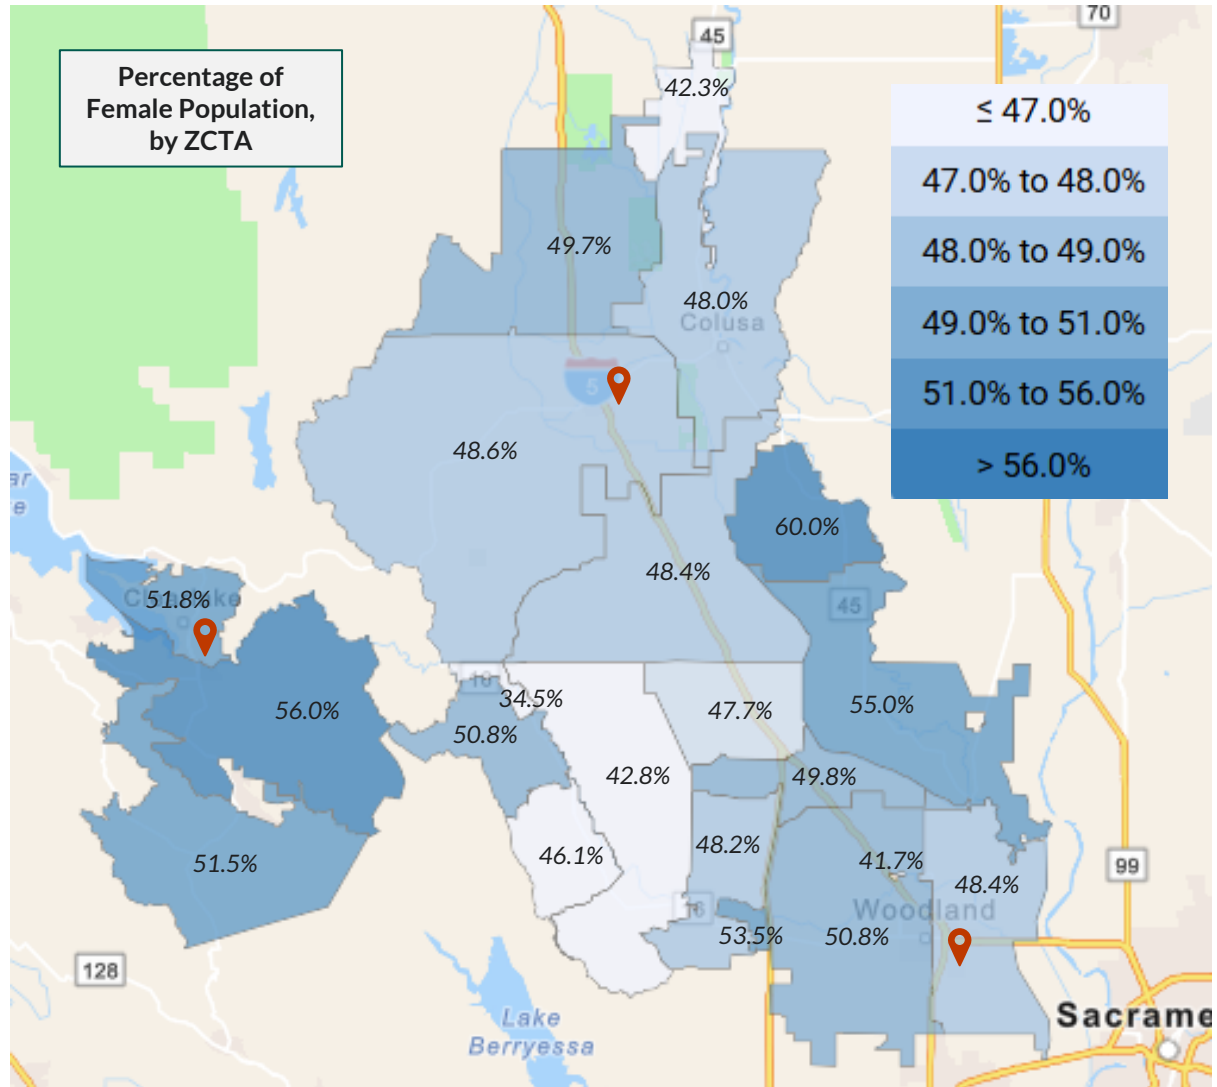 70
45
Percentage of
Female Population,
by ZCTA
42.3%
≤ 47.0%
47.0% to 48.0%
48.0% to 49.0%
49.0% to 51.0%
51.0% to 56.0%
> 56.0%
49.7%
48.0%
Colusa
5
48.6%
ar
e
60.0%
48.4%
Clearlake
51.8%
45
16
34.5%
56.0%
50.8%
47.7%
55.0%
42.8%
49.8%
46.1%
48.2%
41.7%
51.5%
48.4%
99
16
Woodland
53.5%
50.8%
128
Lake
Berryessa
Sacrame